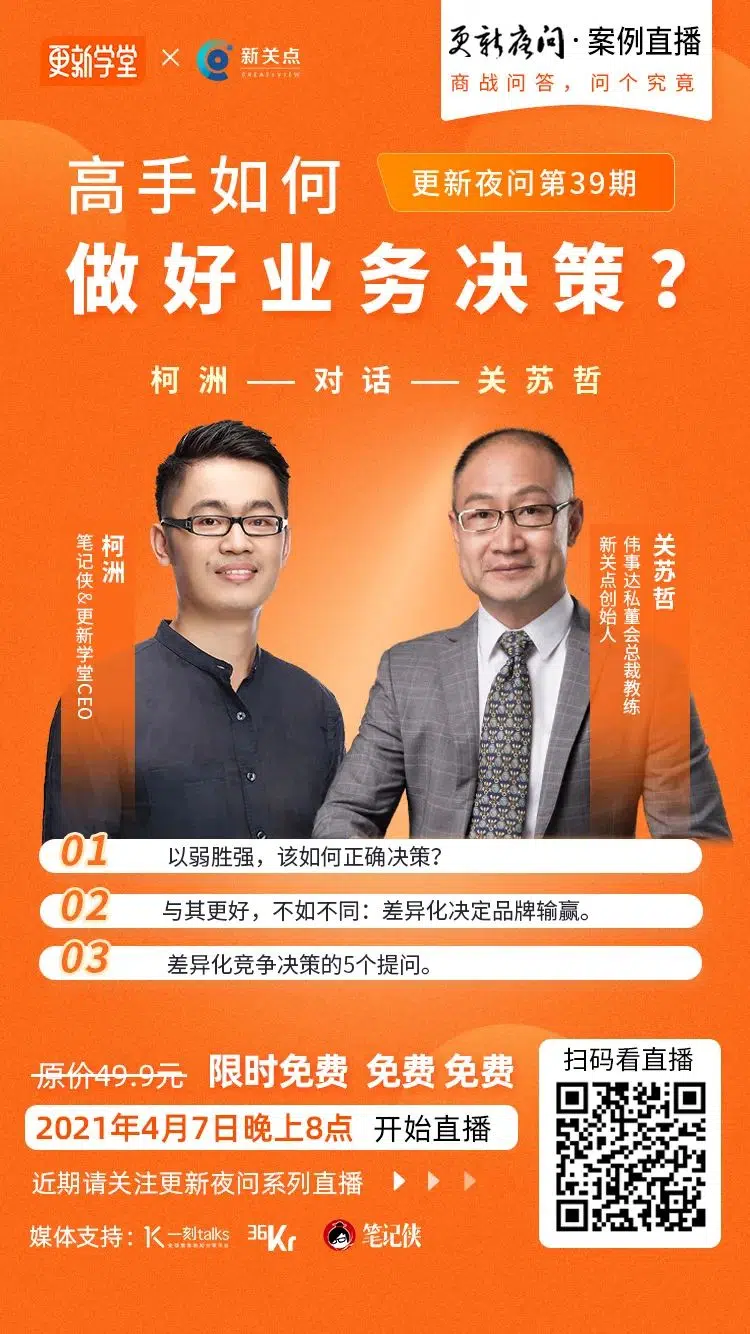 更新学堂 × 新关点
CREATIVIEW
更新夜问·案例直播
商战问答，问个究竟
高手如何
更新夜问第39期
做好业务决策？
柯洲——对话——关苏哲
柯洲
笔记侠&更新学堂CEO
关苏哲
伟事达私董会总裁教练
新关点创始人
01 以弱胜强，该如何正确决策？
02 与其更好，不如不同：差异化决定品牌输赢。
03 差异化竞争决策的5个提问。
原价49.9元 限时免费 免费 免费
2021年4月7日晚上8点 开始直播
近期请关注更新夜问系列直播
媒体支持：一刻talks 36Kr 笔记侠
扫码看直播